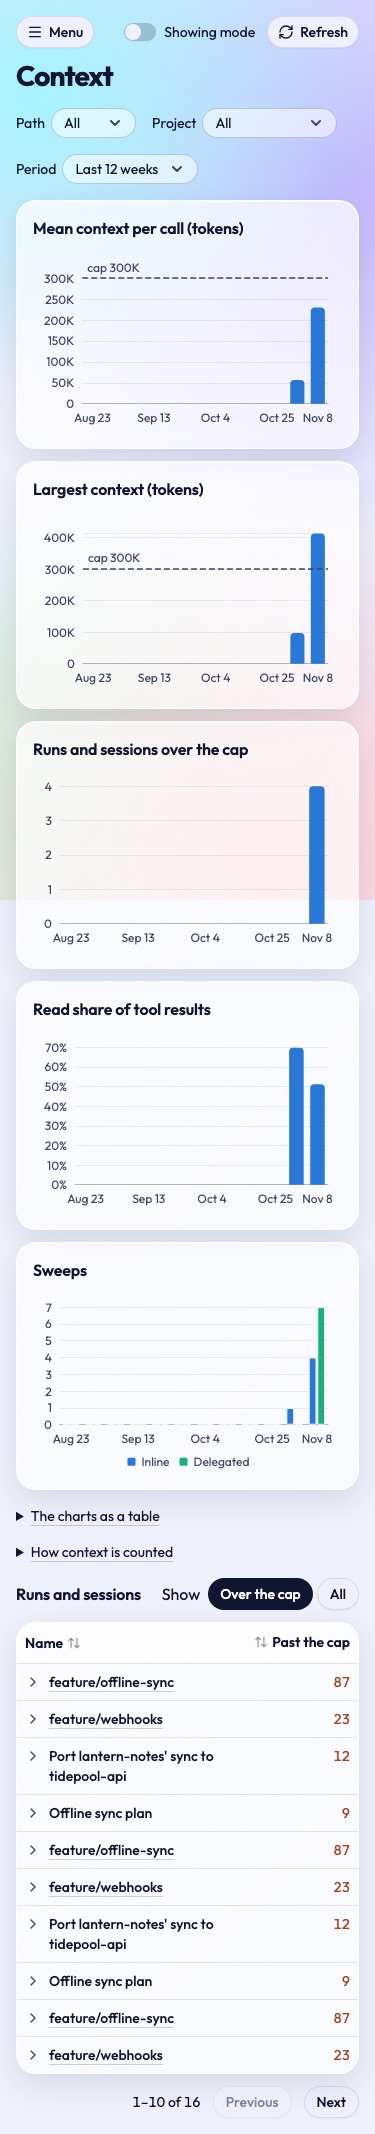 Menu
Showing mode
Refresh
Context
Path All Project All
Period Last 12 weeks
Mean context per call (tokens)
cap 300K
300K
250K
200K
150K
100K
50K
0
Aug 23 Sep 13 Oct 4 Oct 25 Nov 8
Largest context (tokens)
400K
cap 300K
300K
200K
100K
0
Aug 23 Sep 13 Oct 4 Oct 25 Nov 8
Runs and sessions over the cap
4
3
2
1
0
Aug 23 Sep 13 Oct 4 Oct 25 Nov 8
Read share of tool results
70%
60%
50%
40%
30%
20%
10%
0%
Aug 23 Sep 13 Oct 4 Oct 25 Nov 8
Sweeps
7
6
5
4
3
2
1
0
Aug 23 Sep 13 Oct 4 Oct 25 Nov 8
Inline Delegated
The charts as a table
How context is counted
Runs and sessions Show Over the cap All
Name Past the cap
feature/offline-sync 87
feature/webhooks 23
Port lantern-notes' sync to 12
tidepool-api
Offline sync plan 9
feature/offline-sync 87
feature/webhooks 23
Port lantern-notes' sync to 12
tidepool-api
Offline sync plan 9
feature/offline-sync 87
feature/webhooks 23
1–10 of 16 Previous Next